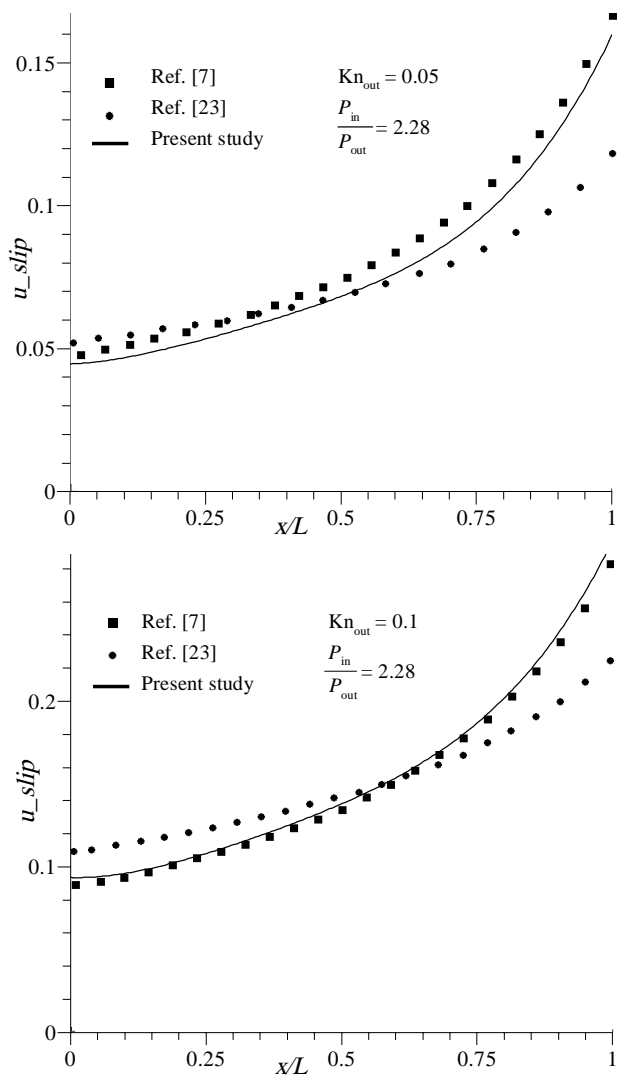 0.15
0.1
0.05
0
u_slip
Ref. [7]
Ref. [23]
Present study
Kn_out = 0.05
P_in
P_out = 2.28
0 0.25 0.5 0.75 1
x/L
0.2
0.1
0
u_slip
Ref. [7]
Ref. [23]
Present study
Kn_out = 0.1
P_in
P_out = 2.28
0 0.25 0.5 0.75 1
x/L